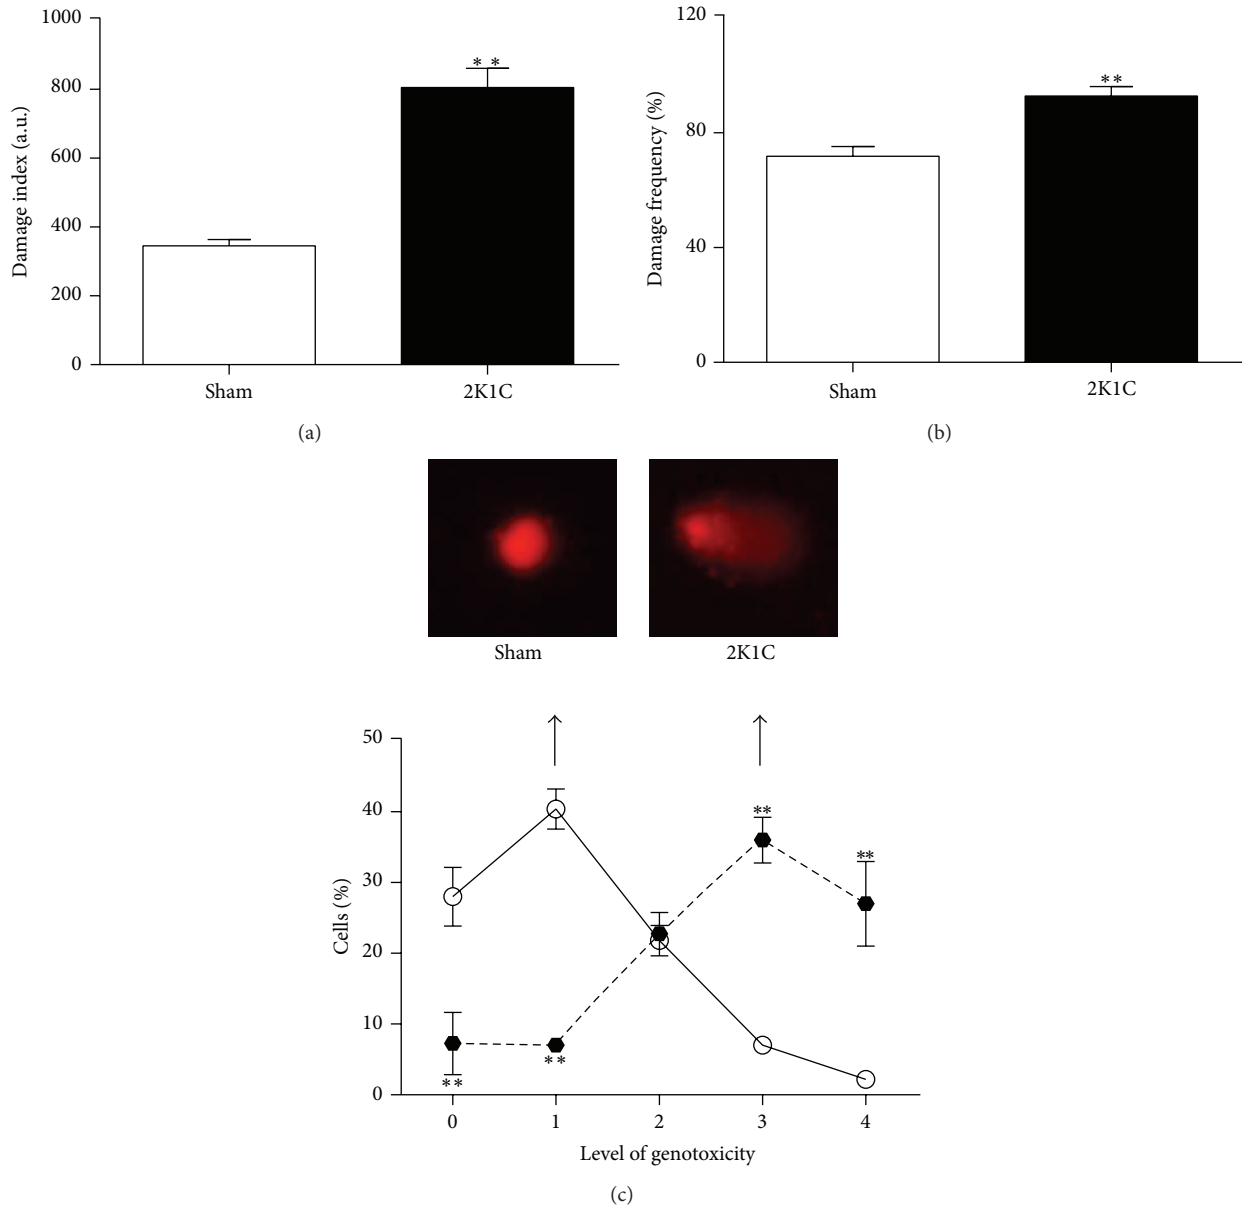 1000
800
600
400
200
0
Damage index (a.u.)
**
Sham
2K1C
(a)
120
80
40
0
Damage frequency (%)
**
Sham
2K1C
(b)
Sham
2K1C
50
40
30
20
10
0
Cells (%)
**
**
**
**
0
1
2
3
4
Level of genotoxicity
(c)